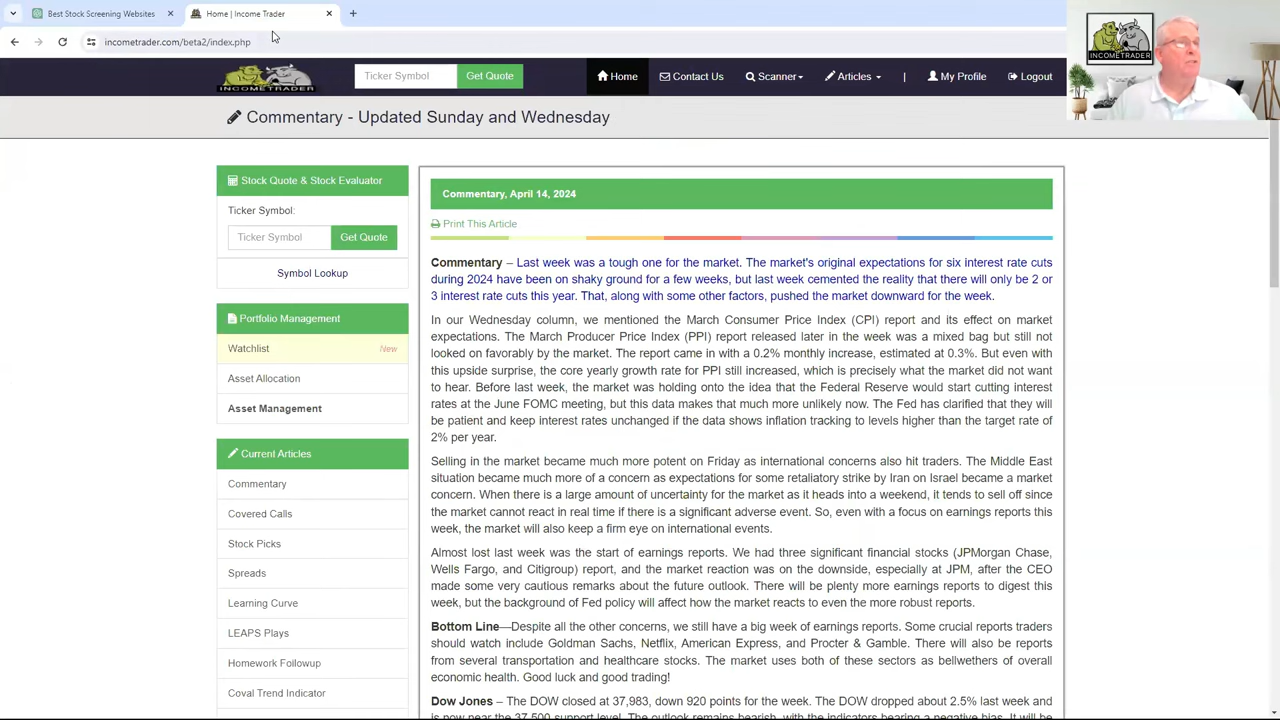 Best Stock Screening Websites
Home | Income Trader
incometrader.com/beta2/index.php
INCOMETRADER
Ticker Symbol
Get Quote
Home
Contact Us
Scanner
Articles
|
My Profile
Logout
INCOMETRADER
Commentary - Updated Sunday and Wednesday
Stock Quote & Stock Evaluator
Ticker Symbol:
Ticker Symbol
Get Quote
Symbol Lookup
Portfolio Management
Watchlist
New
Asset Allocation
Asset Management
Current Articles
Commentary
Covered Calls
Stock Picks
Spreads
Learning Curve
LEAPS Plays
Homework Followup
Coval Trend Indicator
Commentary, April 14, 2024
Print This Article
Commentary – Last week was a tough one for the market. The market's original expectations for six interest rate cuts
during 2024 have been on shaky ground for a few weeks, but last week cemented the reality that there will only be 2 or
3 interest rate cuts this year. That, along with some other factors, pushed the market downward for the week.
In our Wednesday column, we mentioned the March Consumer Price Index (CPI) report and its effect on market
expectations. The March Producer Price Index (PPI) report released later in the week was a mixed bag but still not
looked on favorably by the market. The report came in with a 0.2% monthly increase, estimated at 0.3%. But even with
this upside surprise, the core yearly growth rate for PPI still increased, which is precisely what the market did not want
to hear. Before last week, the market was holding onto the idea that the Federal Reserve would start cutting interest
rates at the June FOMC meeting, but this data makes that much more unlikely now. The Fed has clarified that they will
be patient and keep interest rates unchanged if the data shows inflation tracking to levels higher than the target rate of
2% per year.
Selling in the market became much more potent on Friday as international concerns also hit traders. The Middle East
situation became much more of a concern as expectations for some retaliatory strike by Iran on Israel became a market
concern. When there is a large amount of uncertainty for the market as it heads into a weekend, it tends to sell off since
the market cannot react in real time if there is a significant adverse event. So, even with a focus on earnings reports this
week, the market will also keep a firm eye on international events.
Almost lost last week was the start of earnings reports. We had three significant financial stocks (JPMorgan Chase,
Wells Fargo, and Citigroup) report, and the market reaction was on the downside, especially at JPM, after the CEO
made some very cautious remarks about the future outlook. There will be plenty more earnings reports to digest this
week, but the background of Fed policy will affect how the market reacts to even the more robust reports.
Bottom Line—Despite all the other concerns, we still have a big week of earnings reports. Some crucial reports traders
should watch include Goldman Sachs, Netflix, American Express, and Procter & Gamble. There will also be reports
from several transportation and healthcare stocks. The market uses both of these sectors as bellwethers of overall
economic health. Good luck and good trading!
Dow Jones – The DOW closed at 37,983, down 920 points for the week. The DOW dropped about 2.5% last week and
is now near the 37,500 support level. The outlook remains bearish, with the indicators bearing a negative bias. It will be